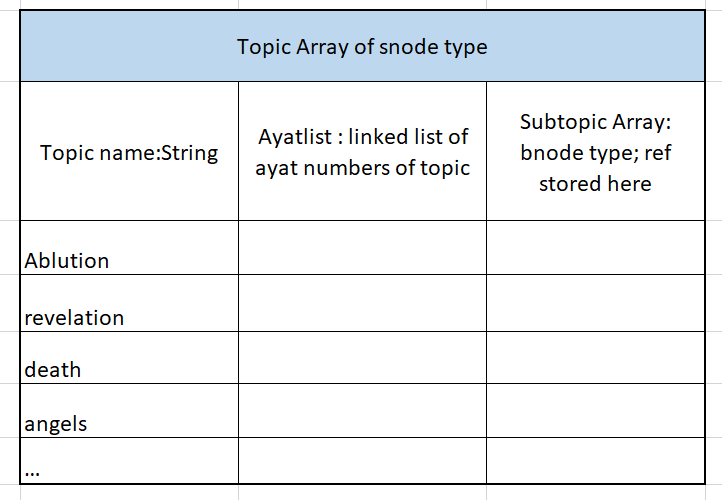 Topic Array of snode type
Topic name:String
Ayatlist : linked list of
ayat numbers of topic
Subtopic Array:
bnode type; ref
stored here
Ablution
revelation
death
angels
...